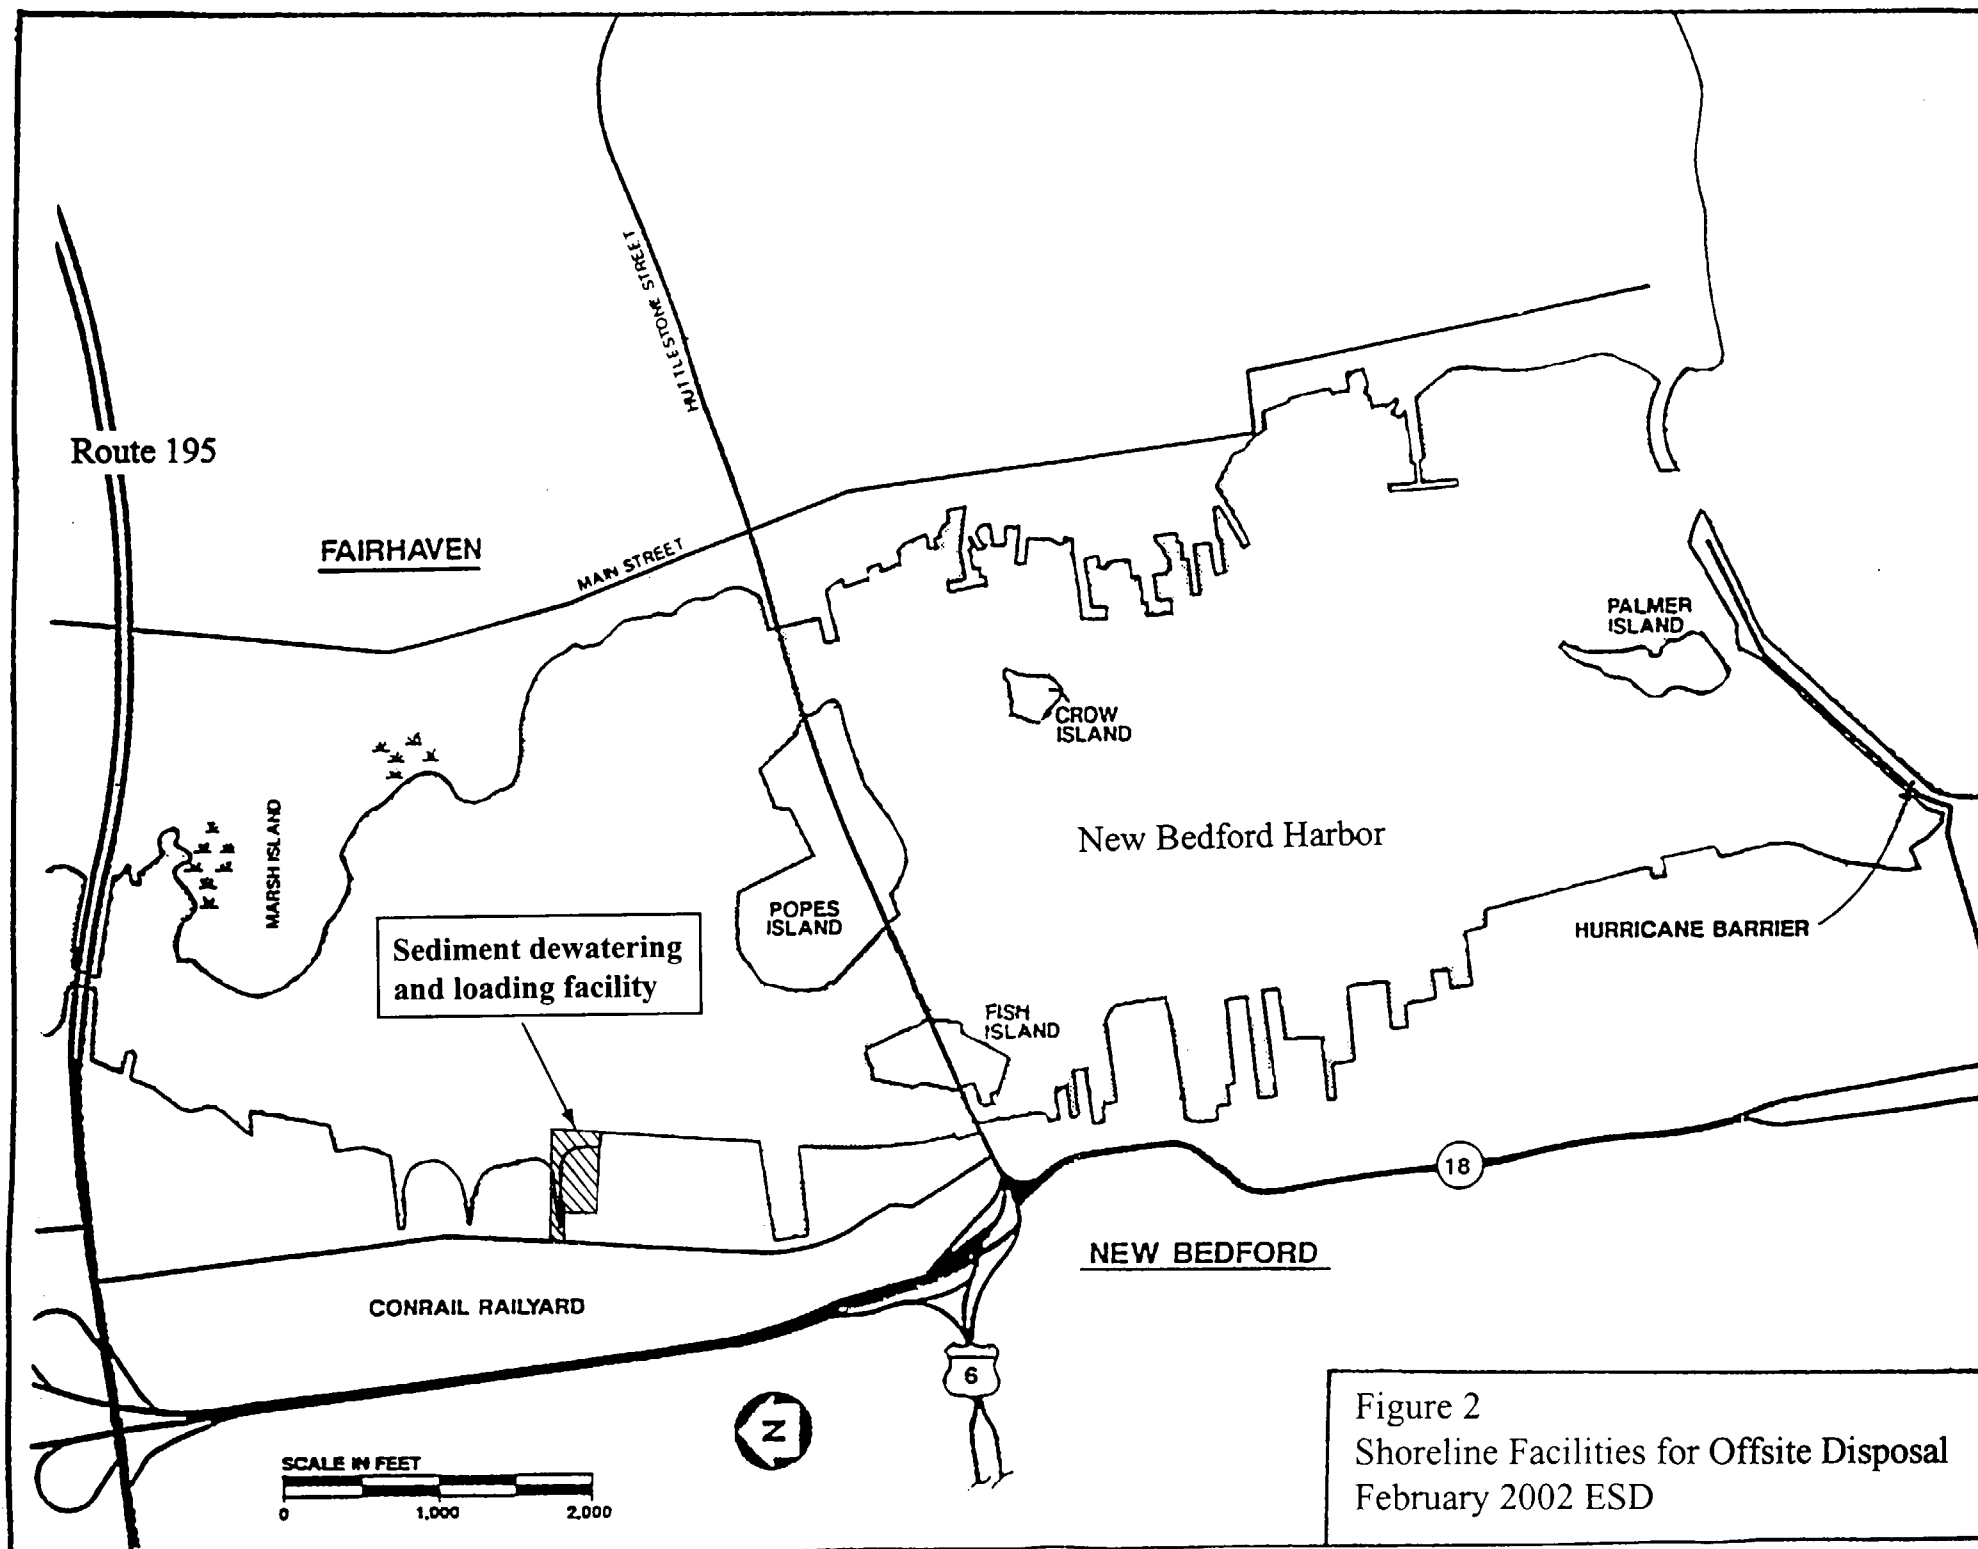 HUTTLESTONE STREET
Route 195
FAIRHAVEN
MAIN STREET
PALMER
ISLAND
CROW
ISLAND
MARSH ISLAND
New Bedford Harbor
POPES
ISLAND
HURRICANE BARRIER
Sediment dewatering
and loading facility
FISH
ISLAND
18
NEW BEDFORD
CONRAIL RAILYARD
6
N
SCALE IN FEET
0 1,000 2,000
Figure 2
Shoreline Facilities for Offsite Disposal
February 2002 ESD